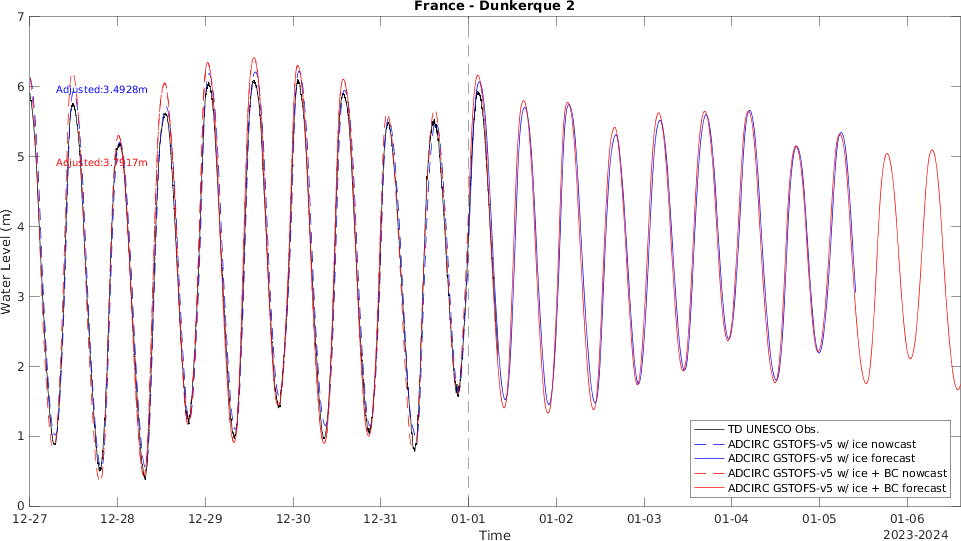 France - Dunkerque 2
7
6
5
4
3
2
1
0
Water Level (m)
Adjusted:3.4928m
Adjusted:3.7917m
TD UNESCO Obs.
ADCIRC GSTOFS-v5 w/ ice nowcast
ADCIRC GSTOFS-v5 w/ ice forecast
ADCIRC GSTOFS-v5 w/ ice + BC nowcast
ADCIRC GSTOFS-v5 w/ ice + BC forecast
12-27 12-28 12-29 12-30 12-31 01-01 01-02 01-03 01-04 01-05 01-06
Time
2023-2024